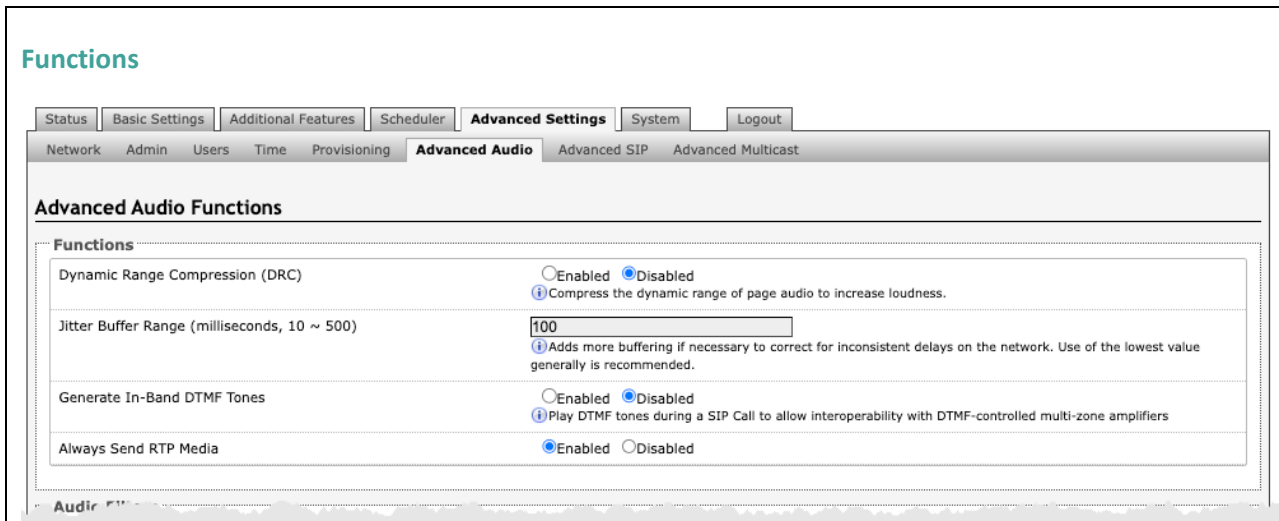 Functions
Status Basic Settings Additional Features Scheduler Advanced Settings System Logout
Network Admin Users Time Provisioning Advanced Audio Advanced SIP Advanced Multicast
Advanced Audio Functions
Functions
Dynamic Range Compression (DRC) Enabled Disabled
Compress the dynamic range of page audio to increase loudness.
Jitter Buffer Range (milliseconds, 10 ~ 500) 100
Adds more buffering if necessary to correct for inconsistent delays on the network. Use of the lowest value
generally is recommended.
Generate In-Band DTMF Tones Enabled Disabled
Play DTMF tones during a SIP Call to allow interoperability with DTMF-controlled multi-zone amplifiers
Always Send RTP Media Enabled Disabled
Audio